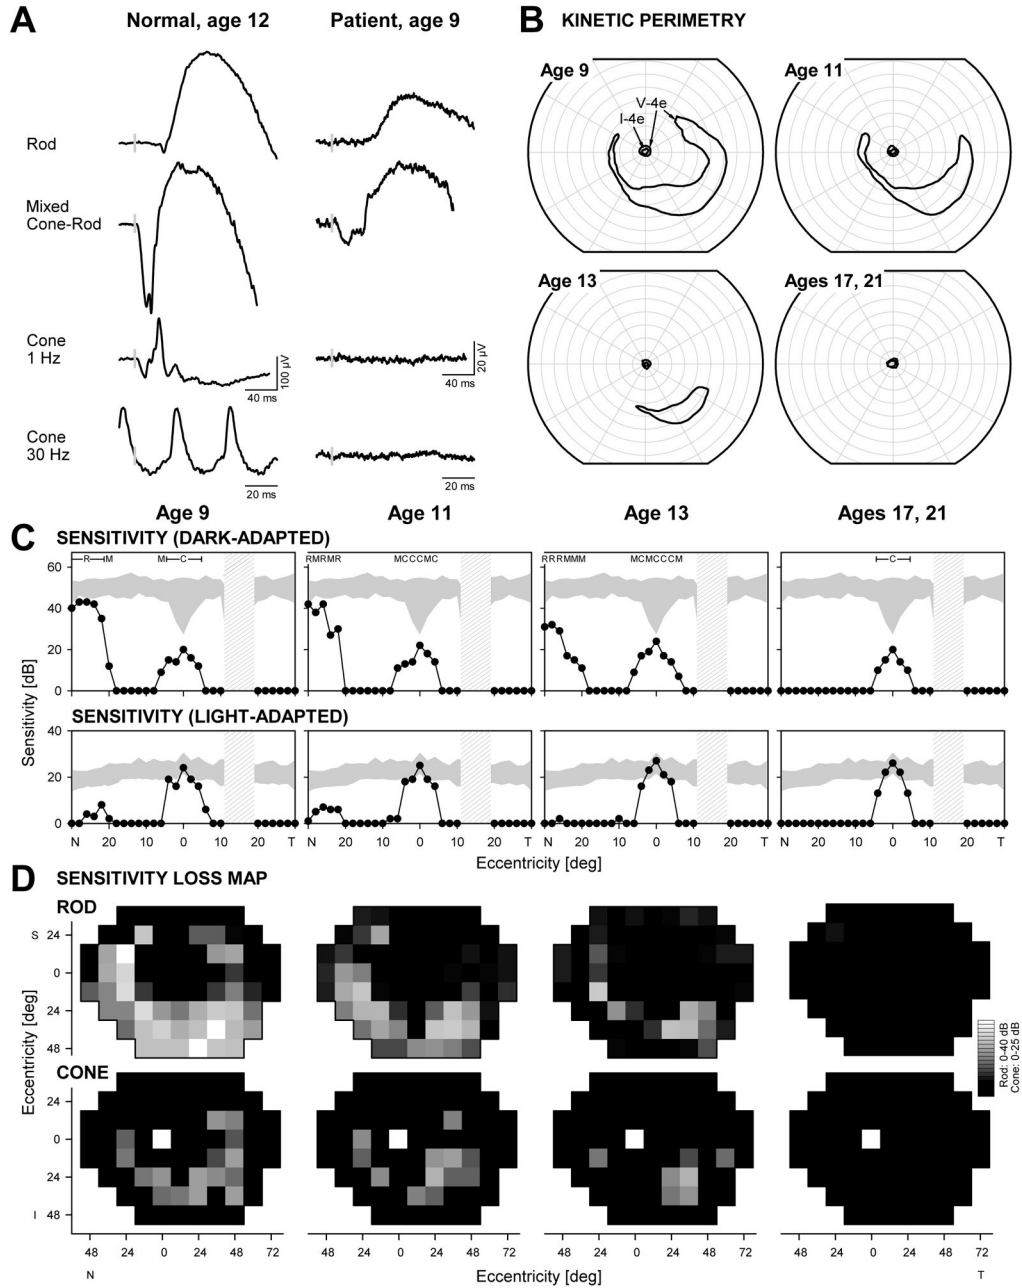 A
Normal, age 12
Patient, age 9
Rod
Mixed
Cone-Rod
Cone
1 Hz
100 µV
40 ms
20 µV
40 ms
Cone
30 Hz
20 ms
20 ms
B KINETIC PERIMETRY
Age 9
V-4e
I-4e
Age 11
Age 13
Ages 17, 21
Age 9
Age 11
Age 13
Ages 17, 21
C SENSITIVITY (DARK-ADAPTED)
R M M C
RMRMR MCCCMC
RRRMMM MCMCCCM
C
60
40
20
0
Sensitivity [dB]
SENSITIVITY (LIGHT-ADAPTED)
40
20
0
N 20 10 0 T
N 20 10 0 10 20 T
N 20 10 0 10 20 T
N 20 10 0 10 20 T
Eccentricity [deg]
D SENSITIVITY LOSS MAP
ROD
S 24
0
24
48
Eccentricity [deg]
Rod: 0-40 dB
Cone: 0-25 dB
CONE
24
0
24
I 48
48 24 0 24 48 72
48 24 0 24 48 72
48 24 0 24 48 72
48 24 0 24 48 72
N
Eccentricity [deg]
T